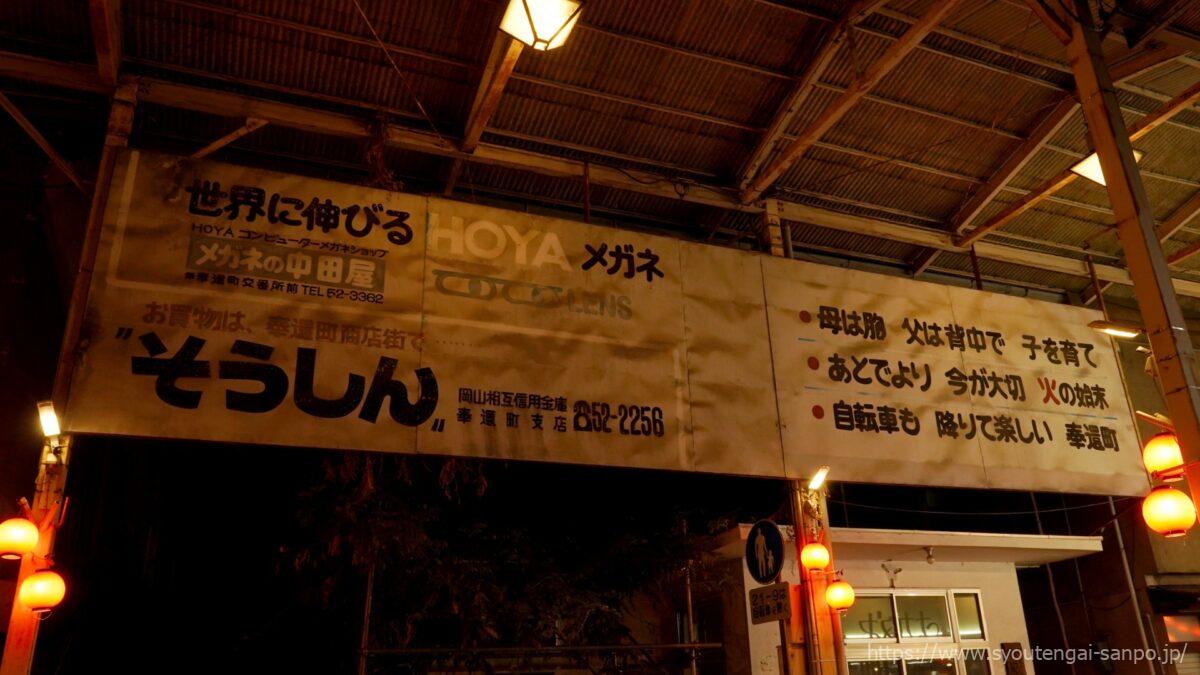 世界に伸びる
HOYA コンピューターメガネショップ
メガネの中田屋
奉還町交番所前 TEL 52-3362
HOYA メガネ
LENS
お買物は、奉還町商店街で……
"そうしん"
岡山相互信用金庫
奉還町支店 ☎52-2256
• 母は胸 父は背中で 子を育て
• あとでより 今が大切 火の始末
• 自転車も 降りて楽しい 奉還町
21-9は
https://www.syoutengai-sanpo.jp/